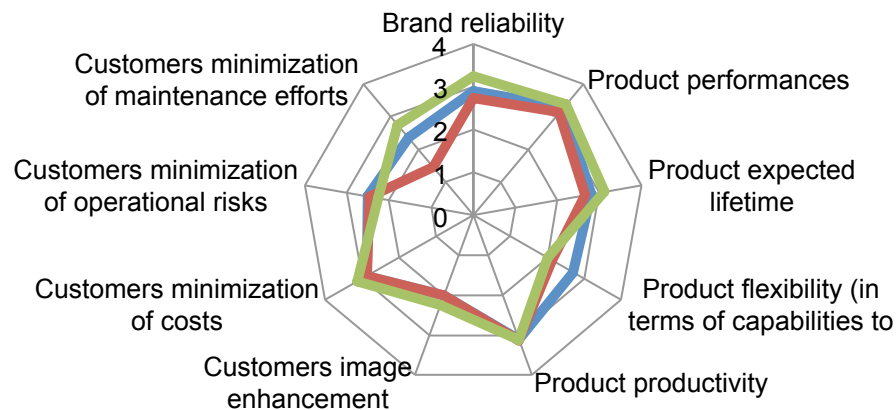 Brand reliability
Product performances
Product expected
lifetime
Product flexibility (in
terms of capabilities to
Product productivity
Customers image
enhancement
Customers minimization
of costs
Customers minimization
of operational risks
Customers minimization
of maintenance efforts
4
3
2
1
0